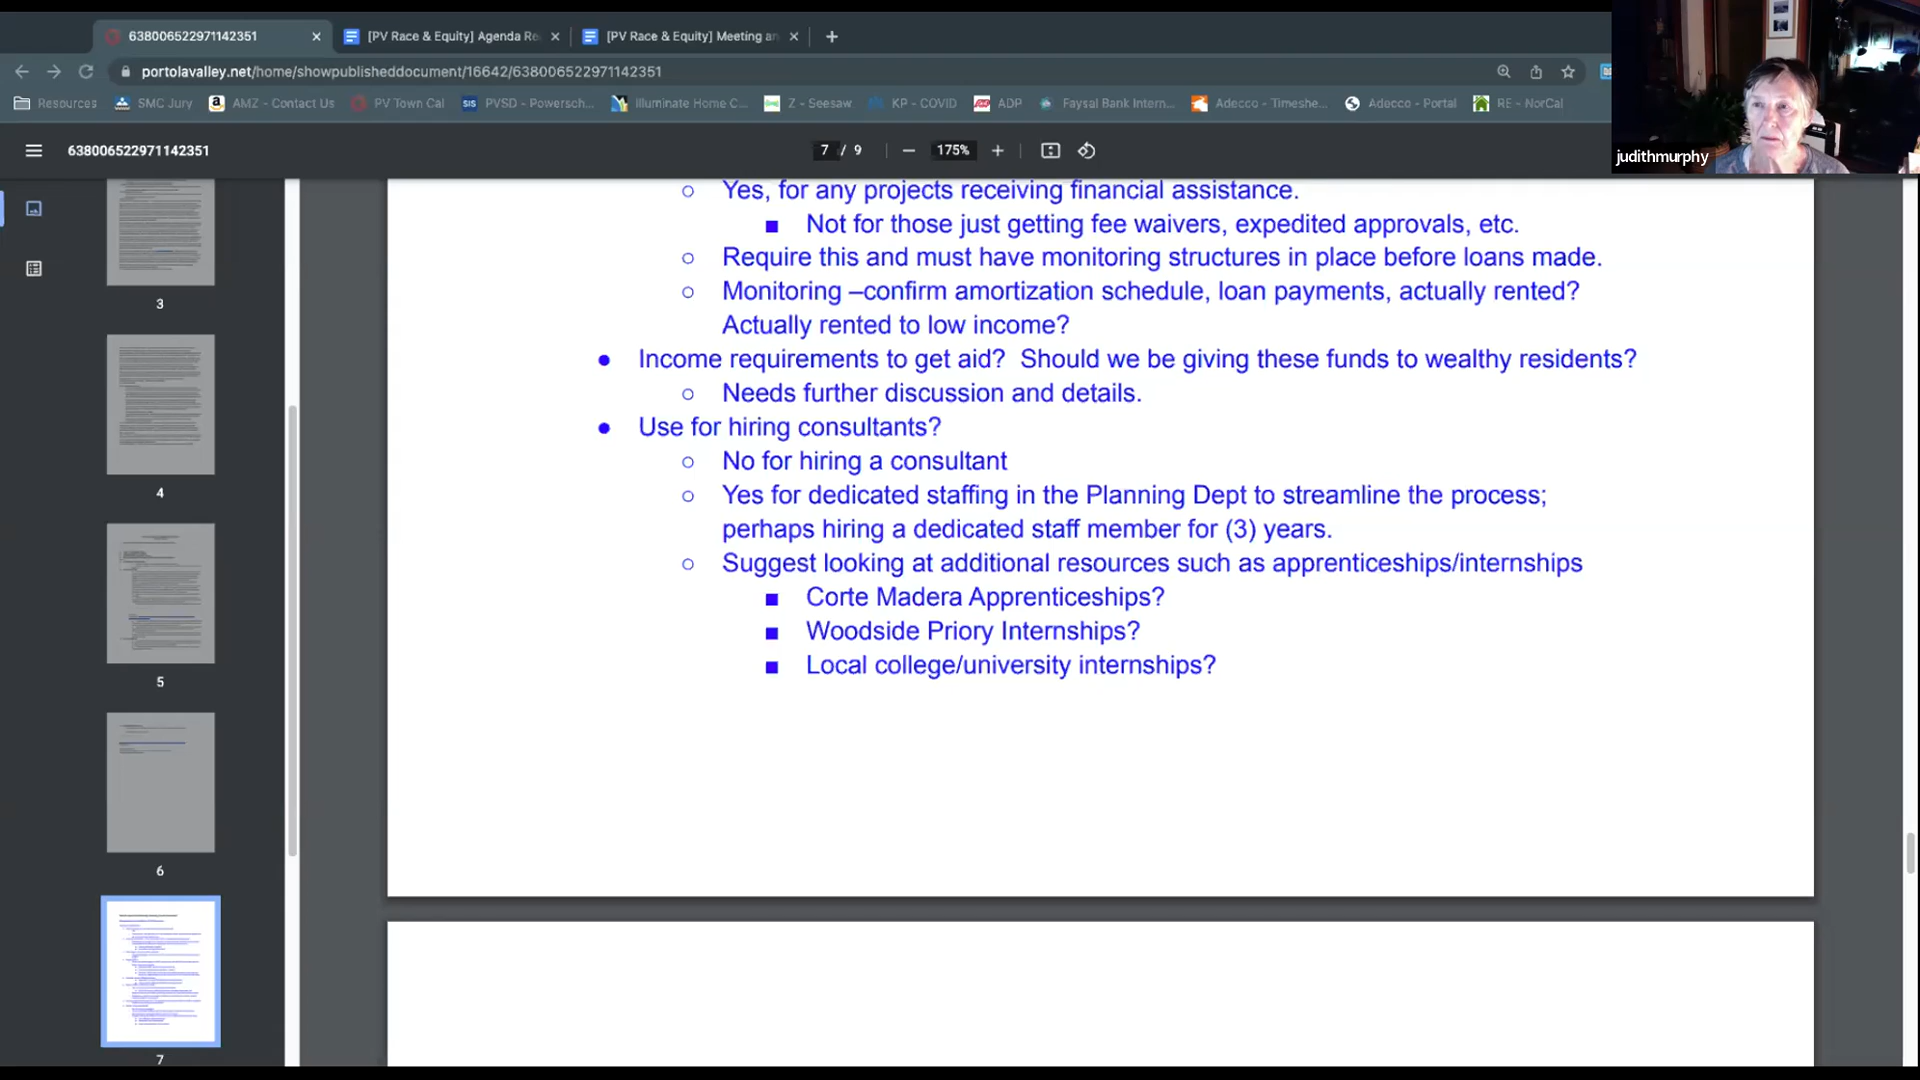 638006522971142351
[PV Race & Equity] Agenda Re
[PV Race & Equity] Meeting an
portolavalley.net/home/showpublisheddocument/16642/638006522971142351
Resources
SMC Jury
AMZ - Contact Us
PV Town Cal
SIS
PVSD - Powersch...
Illuminate Home C...
Z - Seesaw
KP - COVID
ADP
Faysal Bank Intern...
Adecco - Timeshe...
Adecco - Portal
RE - NorCal
judithmurphy
638006522971142351
7 / 9
175%
3
4
5
6
7
Yes, for any projects receiving financial assistance.
Not for those just getting fee waivers, expedited approvals, etc.
Require this and must have monitoring structures in place before loans made.
Monitoring –confirm amortization schedule, loan payments, actually rented?
Actually rented to low income?
Income requirements to get aid?  Should we be giving these funds to wealthy residents?
Needs further discussion and details.
Use for hiring consultants?
No for hiring a consultant
Yes for dedicated staffing in the Planning Dept to streamline the process;
perhaps hiring a dedicated staff member for (3) years.
Suggest looking at additional resources such as apprenticeships/internships
Corte Madera Apprenticeships?
Woodside Priory Internships?
Local college/university internships?